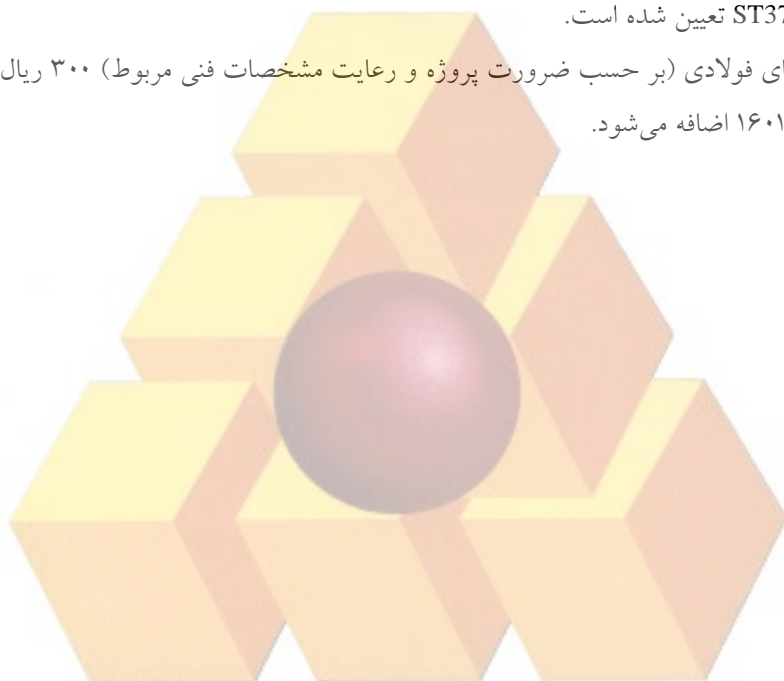 ST37 تعیین شده است.
ای فولادی (بر حسب ضرورت پروژه و رعایت مشخصات فنی مربوط) ۳۰۰ ریال
۱۶۰۱ اضافه می‌شود.